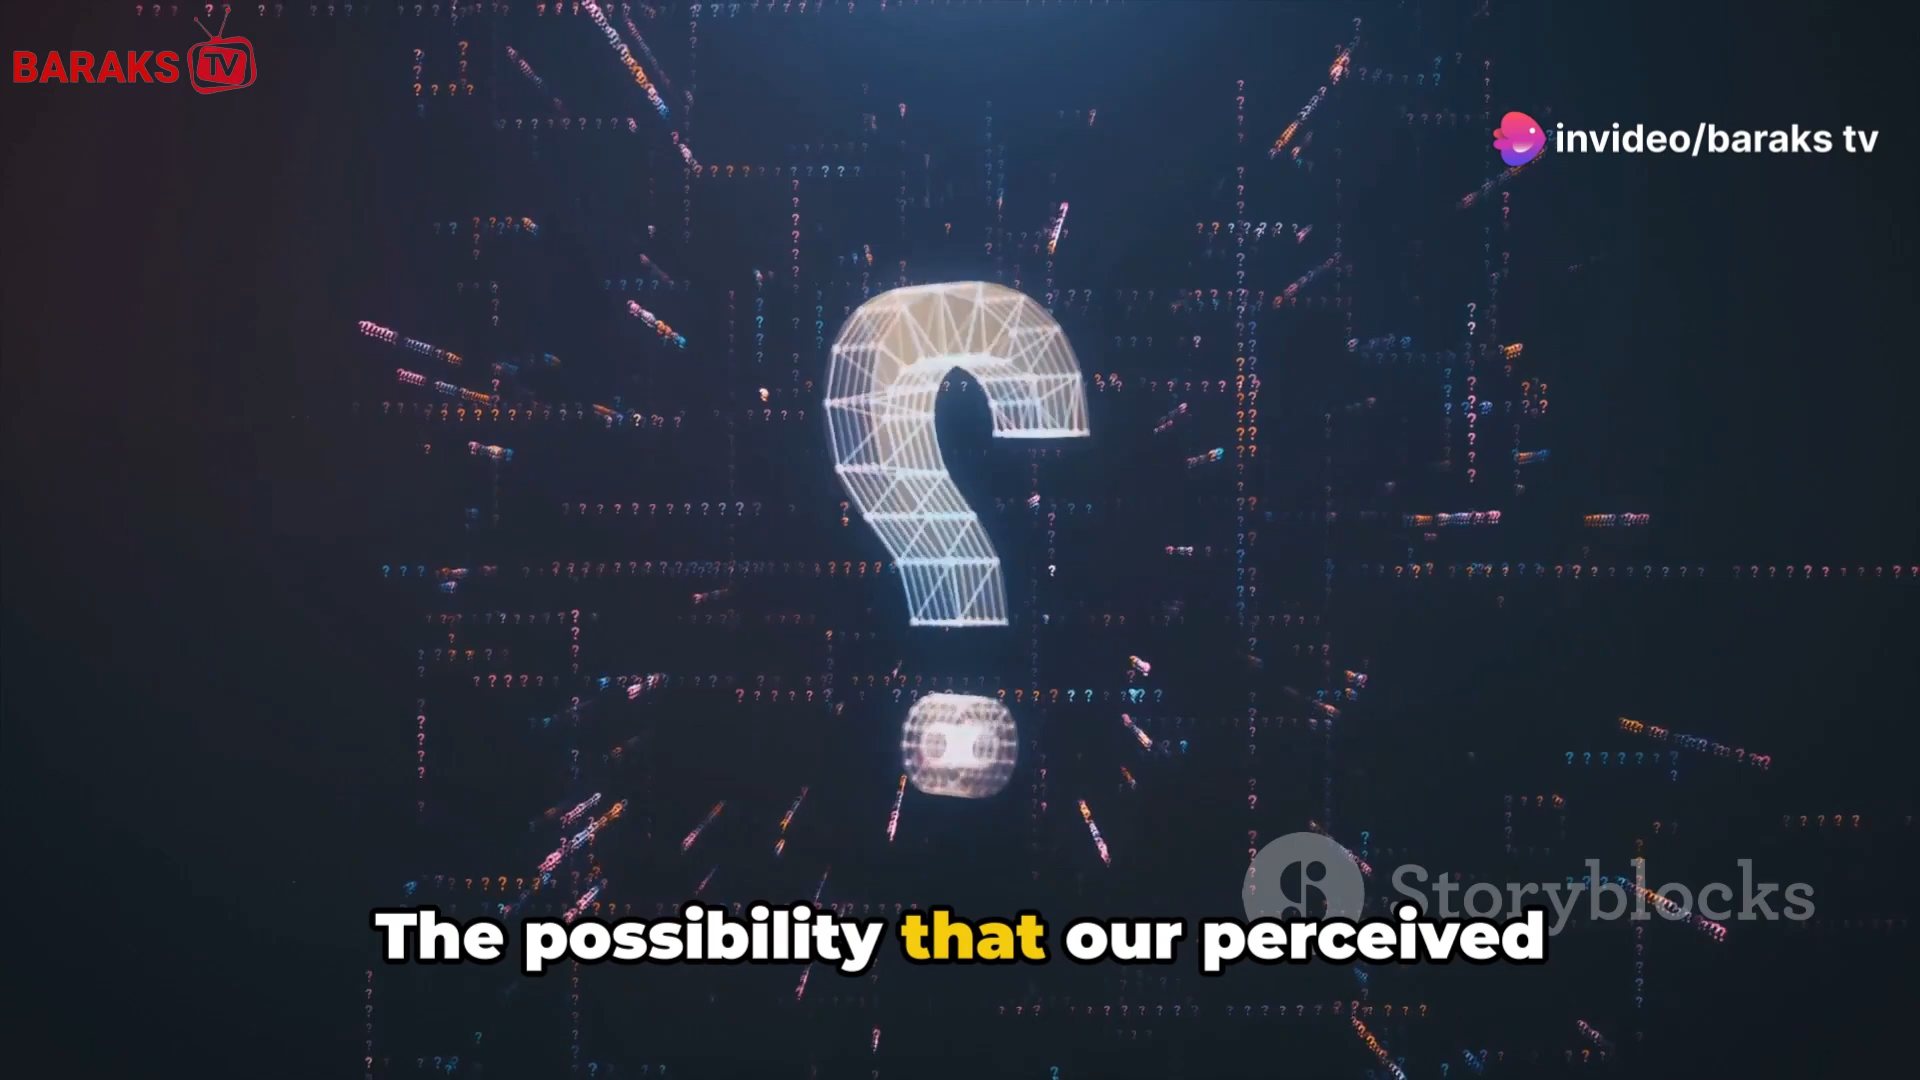 BARAKS TV
invideo/baraks tv
Storyblocks
The possibility that our perceived